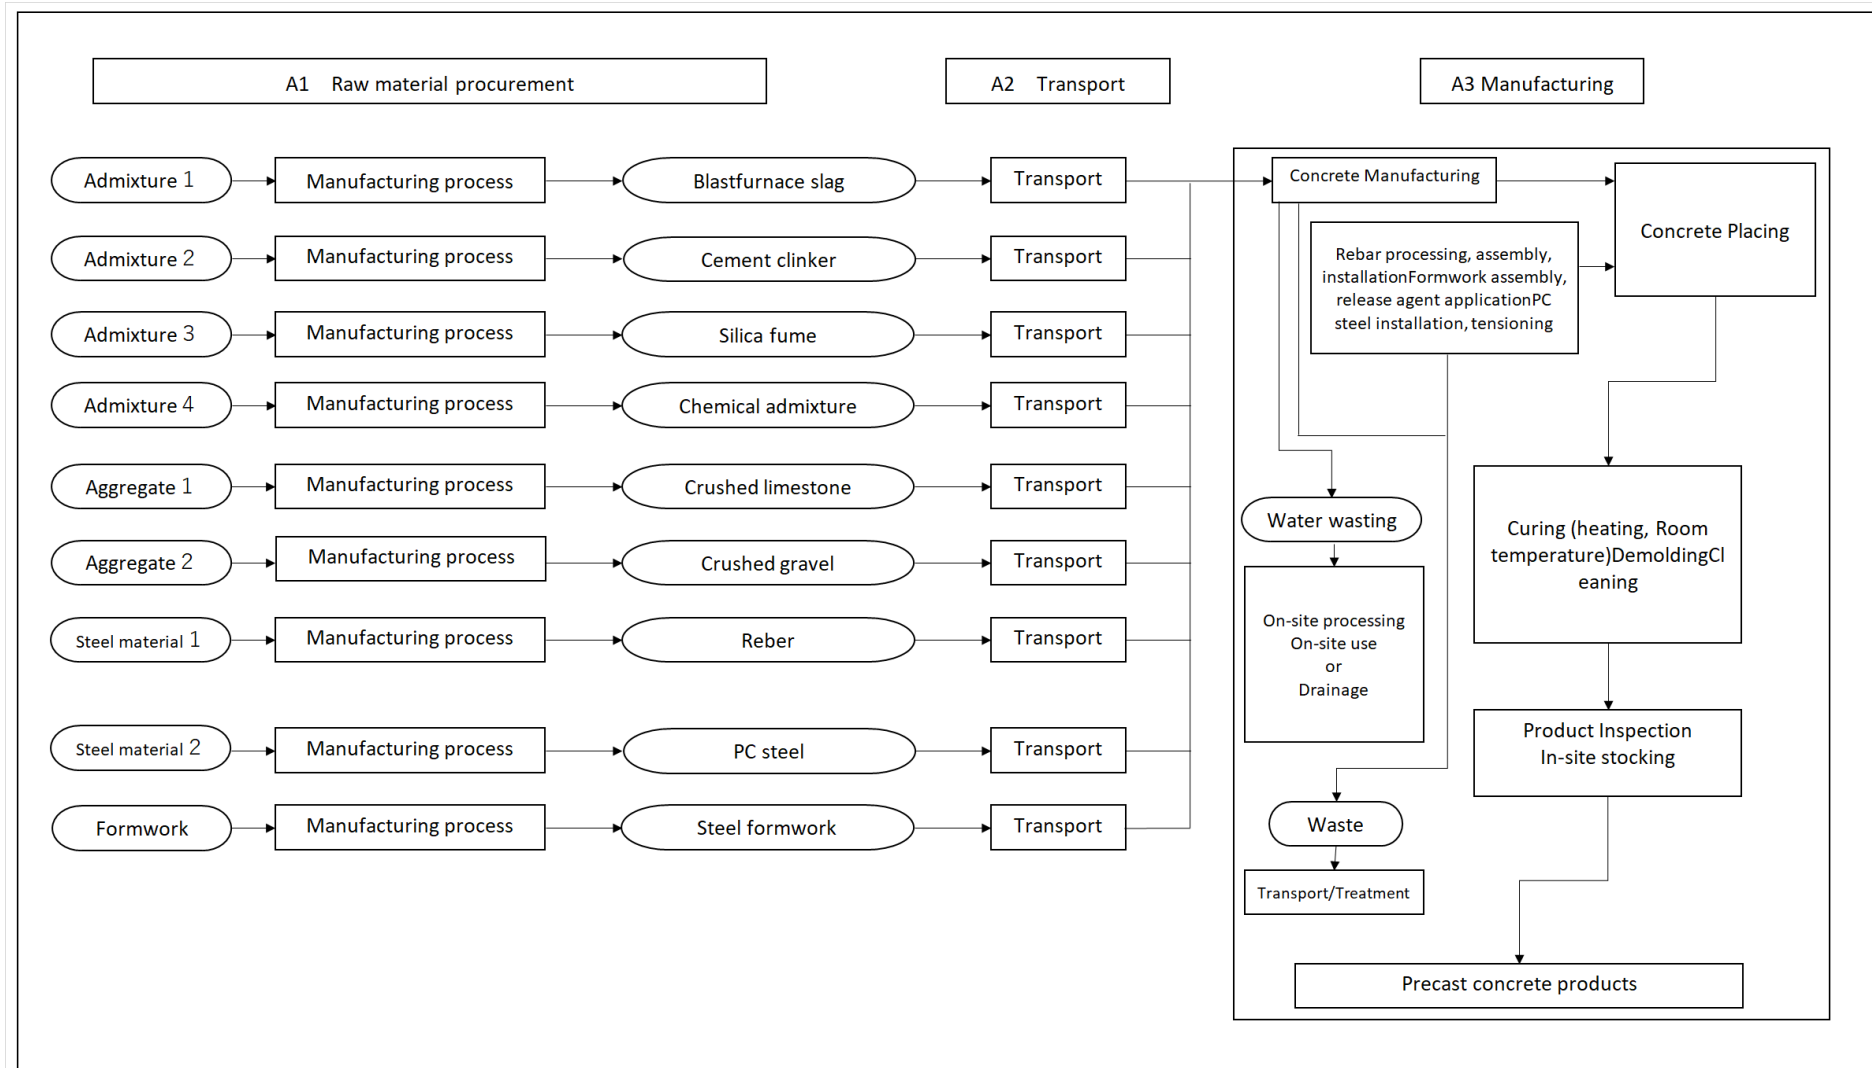 A1 Raw material procurement
A2 Transport
A3 Manufacturing
Admixture 1
Manufacturing process
Blastfurnace slag
Transport
Admixture 2
Manufacturing process
Cement clinker
Transport
Admixture 3
Manufacturing process
Silica fume
Transport
Admixture 4
Manufacturing process
Chemical admixture
Transport
Aggregate 1
Manufacturing process
Crushed limestone
Transport
Aggregate 2
Manufacturing process
Crushed gravel
Transport
Steel material 1
Manufacturing process
Reber
Transport
Steel material 2
Manufacturing process
PC steel
Transport
Formwork
Manufacturing process
Steel formwork
Transport
Concrete Manufacturing
Rebar processing, assembly,
installationFormwork assembly,
release agent applicationPC
steel installation, tensioning
Concrete Placing
Water wasting
On-site processing
On-site use
or
Drainage
Waste
Transport/Treatment
Curing (heating, Room
temperature)DemoldingCl
eaning
Product Inspection
In-site stocking
Precast concrete products